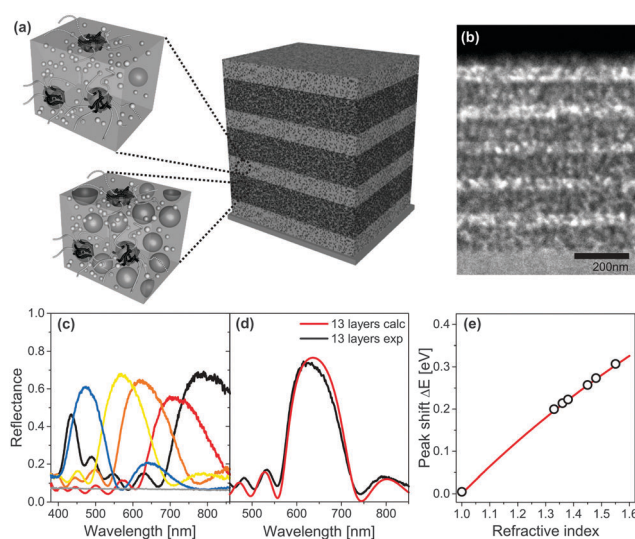 (a)
(b)
200nm
(c)
Reflectance
1.0
0.8
0.6
0.4
0.2
0.0
400 500 600 700 800
Wavelength [nm]
(d)
13 layers calc
13 layers exp
500 600 700 800
Wavelength [nm]
(e)
Peak shift ΔE [eV]
0.4
0.3
0.2
0.1
0.0
1.0 1.1 1.2 1.3 1.4 1.5 1.6
Refractive index